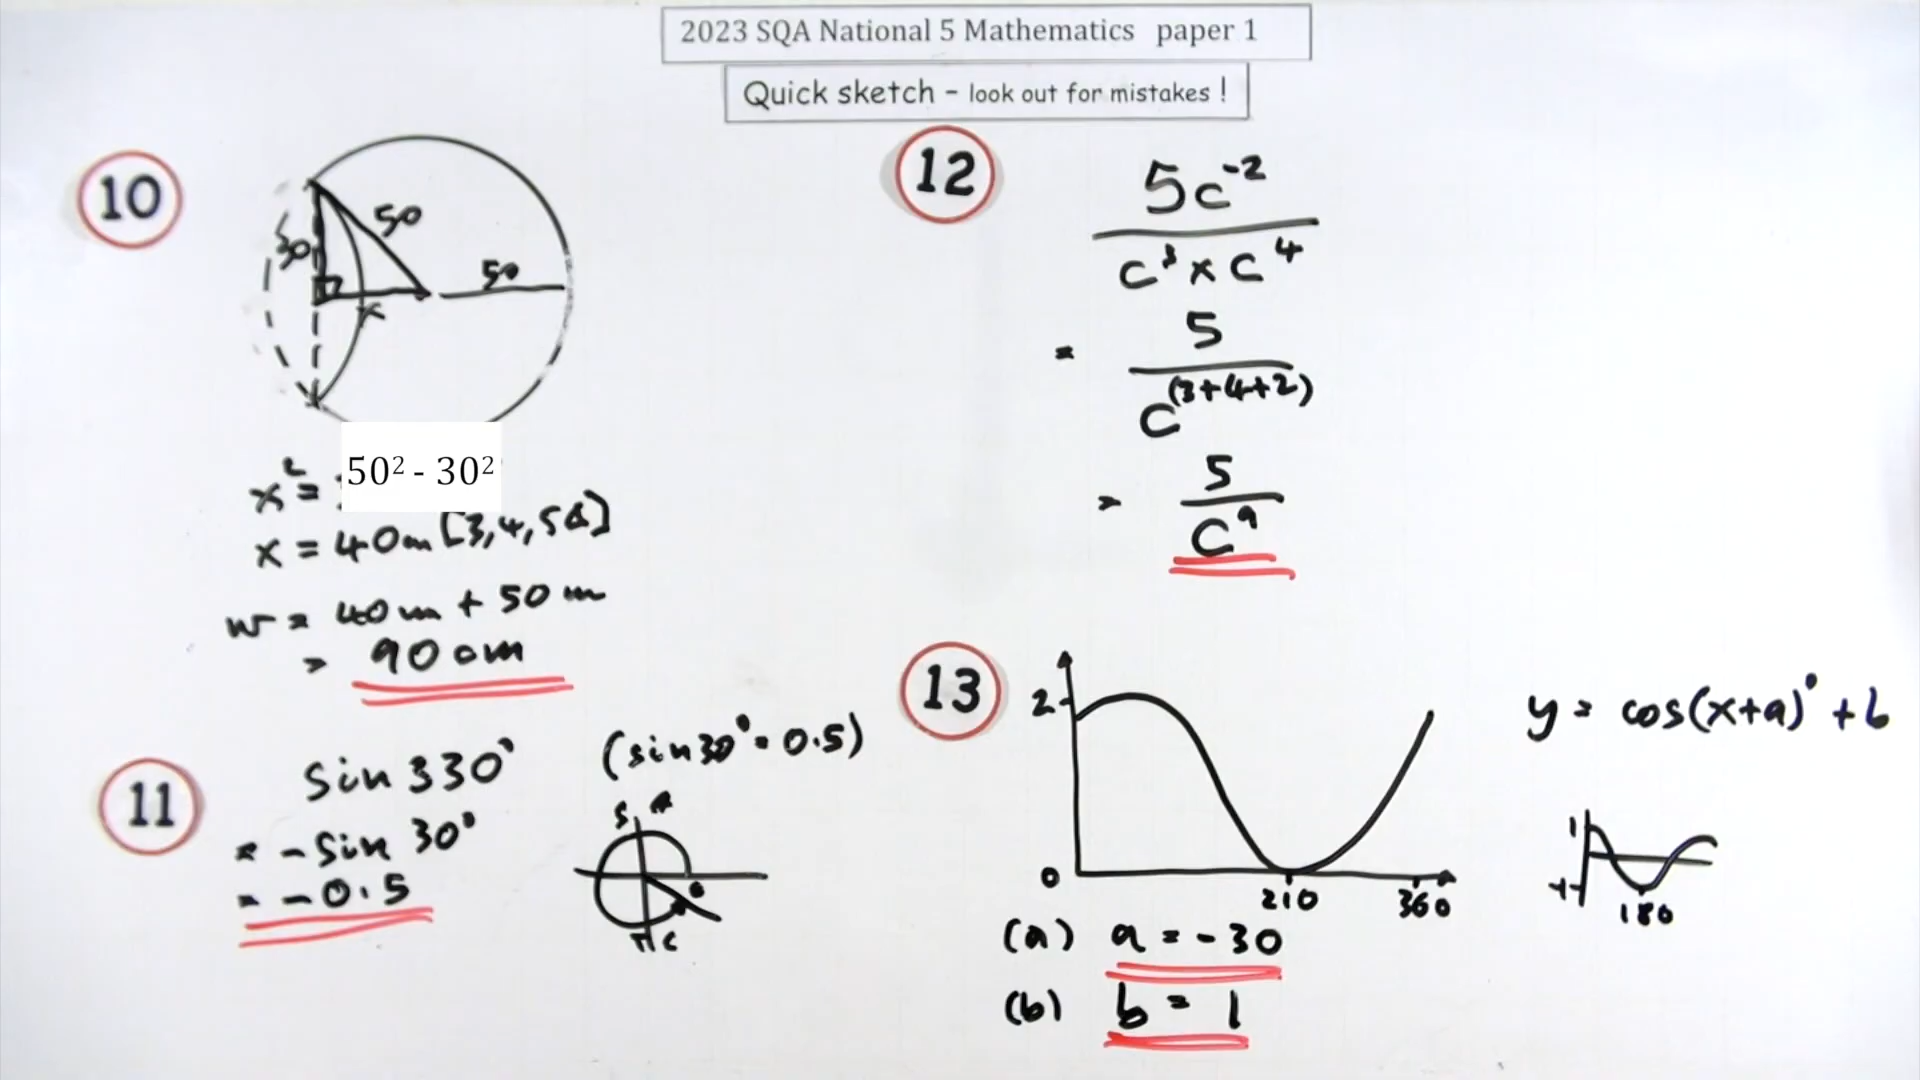 2023 SQA National 5 Mathematics paper 1
Quick sketch - look out for mistakes !
10
50
30
50
x
x² = 50² - 30²
x = 40m [3,4,5Δ]
w = 40m + 50m
= 90cm
11
sin 330°
(sin 30° = 0.5)
= - sin 30°
= - 0.5
S A
T C
12
5c⁻²
c³ x c⁴
= 5
c⁽³⁺⁴⁺²⁾
= 5
c⁹
13
2
0
210
360
y = cos(x+a)° + b
1
-1
180
(a) a = -30
(b) b = 1